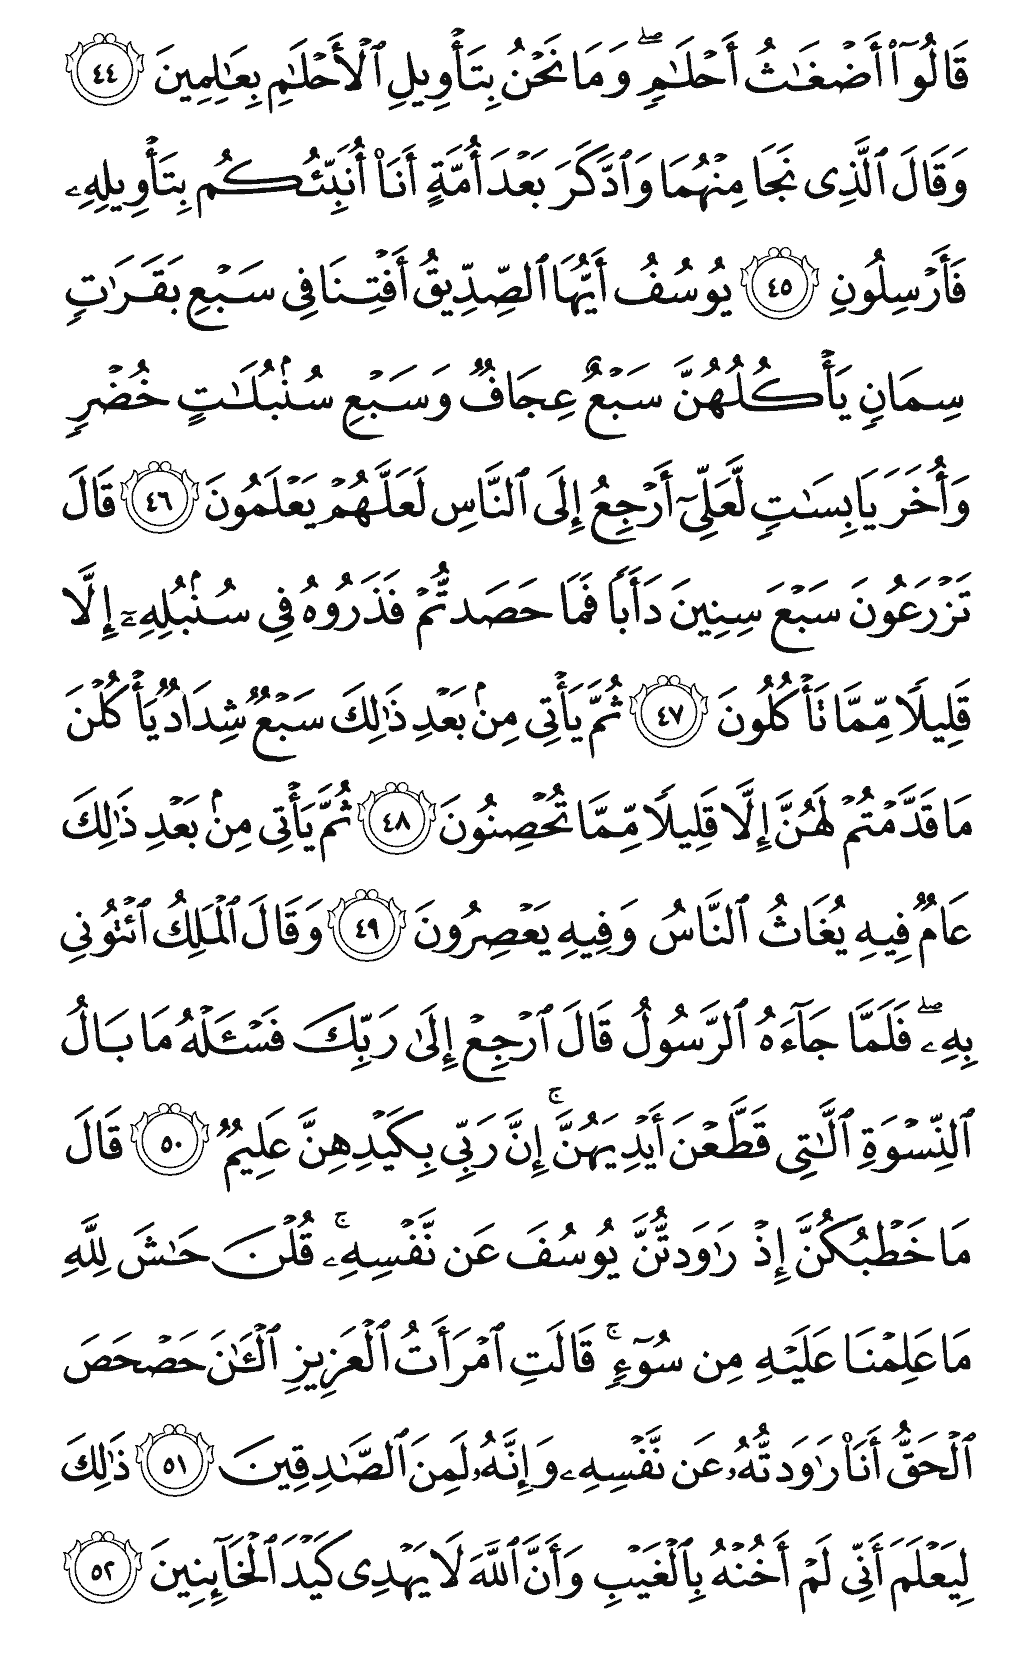 قَالُوٓا۟ أَضْغَٰثُ أَحْلَٰمٍ ۖ وَمَا نَحْنُ بِتَأْوِيلِ ٱلْأَحْلَٰمِ بِعَٰلِمِينَ ٤٤
وَقَالَ ٱلَّذِى نَجَا مِنْهُمَا وَٱدَّكَرَ بَعْدَ أُمَّةٍ أَنَا۠ أُنَبِّئُكُم بِتَأْوِيلِهِۦ
فَأَرْسِلُونِ ٤٥ يُوسُفُ أَيُّهَا ٱلصِّدِّيقُ أَفْتِنَا فِى سَبْعِ بَقَرَٰتٍ
سِمَانٍ يَأْكُلُهُنَّ سَبْعٌ عِجَافٌ وَسَبْعِ سُنۢبُلَٰتٍ خُضْرٍ
وَأُخَرَ يَابِسَٰتٍ لَّعَلِّىٓ أَرْجِعُ إِلَى ٱلنَّاسِ لَعَلَّهُمْ يَعْلَمُونَ ٤٦ قَالَ
تَزْرَعُونَ سَبْعَ سِنِينَ دَأَبًا فَمَا حَصَدتُّمْ فَذَرُوهُ فِى سُنۢبُلِهِۦٓ إِلَّا
قَلِيلًا مِّمَّا تَأْكُلُونَ ٤٧ ثُمَّ يَأْتِى مِنۢ بَعْدِ ذَٰلِكَ سَبْعٌ شِدَادٌ يَأْكُلْنَ
مَا قَدَّمْتُمْ لَهُنَّ إِلَّا قَلِيلًا مِّمَّا تُحْصِنُونَ ٤٨ ثُمَّ يَأْتِى مِنۢ بَعْدِ ذَٰلِكَ
عَامٌ فِيهِ يُغَاثُ ٱلنَّاسُ وَفِيهِ يَعْصِرُونَ ٤٩ وَقَالَ ٱلْمَلِكُ ٱئْتُونِى
بِهِۦ ۖ فَلَمَّا جَآءَهُ ٱلرَّسُولُ قَالَ ٱرْجِعْ إِلَىٰ رَبِّكَ فَسْـَٔلْهُ مَا بَالُ
ٱلنِّسْوَةِ ٱلَّٰتِى قَطَّعْنَ أَيْدِيَهُنَّ ۚ إِنَّ رَبِّى بِكَيْدِهِنَّ عَلِيمٌ ٥٠ قَالَ
مَا خَطْبُكُنَّ إِذْ رَٰوَدتُّنَّ يُوسُفَ عَن نَّفْسِهِۦ ۚ قُلْنَ حَٰشَ لِلَّهِ
مَا عَلِمْنَا عَلَيْهِ مِن سُوٓءٍ ۚ قَالَتِ ٱمْرَأَتُ ٱلْعَزِيزِ ٱلْـَٰٔنَ حَصْحَصَ
ٱلْحَقُّ أَنَا۠ رَٰوَدتُّهُۥ عَن نَّفْسِهِۦ وَإِنَّهُۥ لَمِنَ ٱلصَّٰدِقِينَ ٥١ ذَٰلِكَ
لِيَعْلَمَ أَنِّى لَمْ أَخُنْهُ بِٱلْغَيْبِ وَأَنَّ ٱللَّهَ لَا يَهْدِى كَيْدَ ٱلْخَآئِنِينَ ٥٢